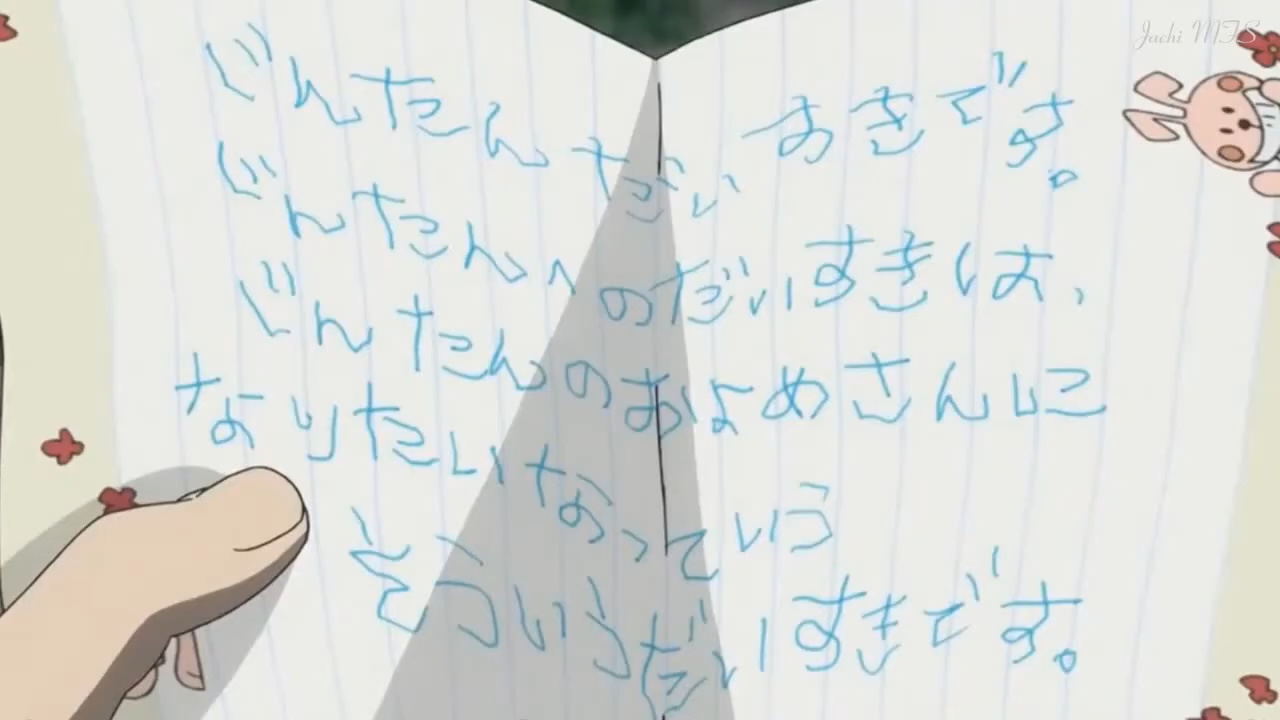 じんたん だいすきです。
じんたんへのだいすきは、
じんたんのおよめさんに
なりたいなっていう
そういうだいすきです。